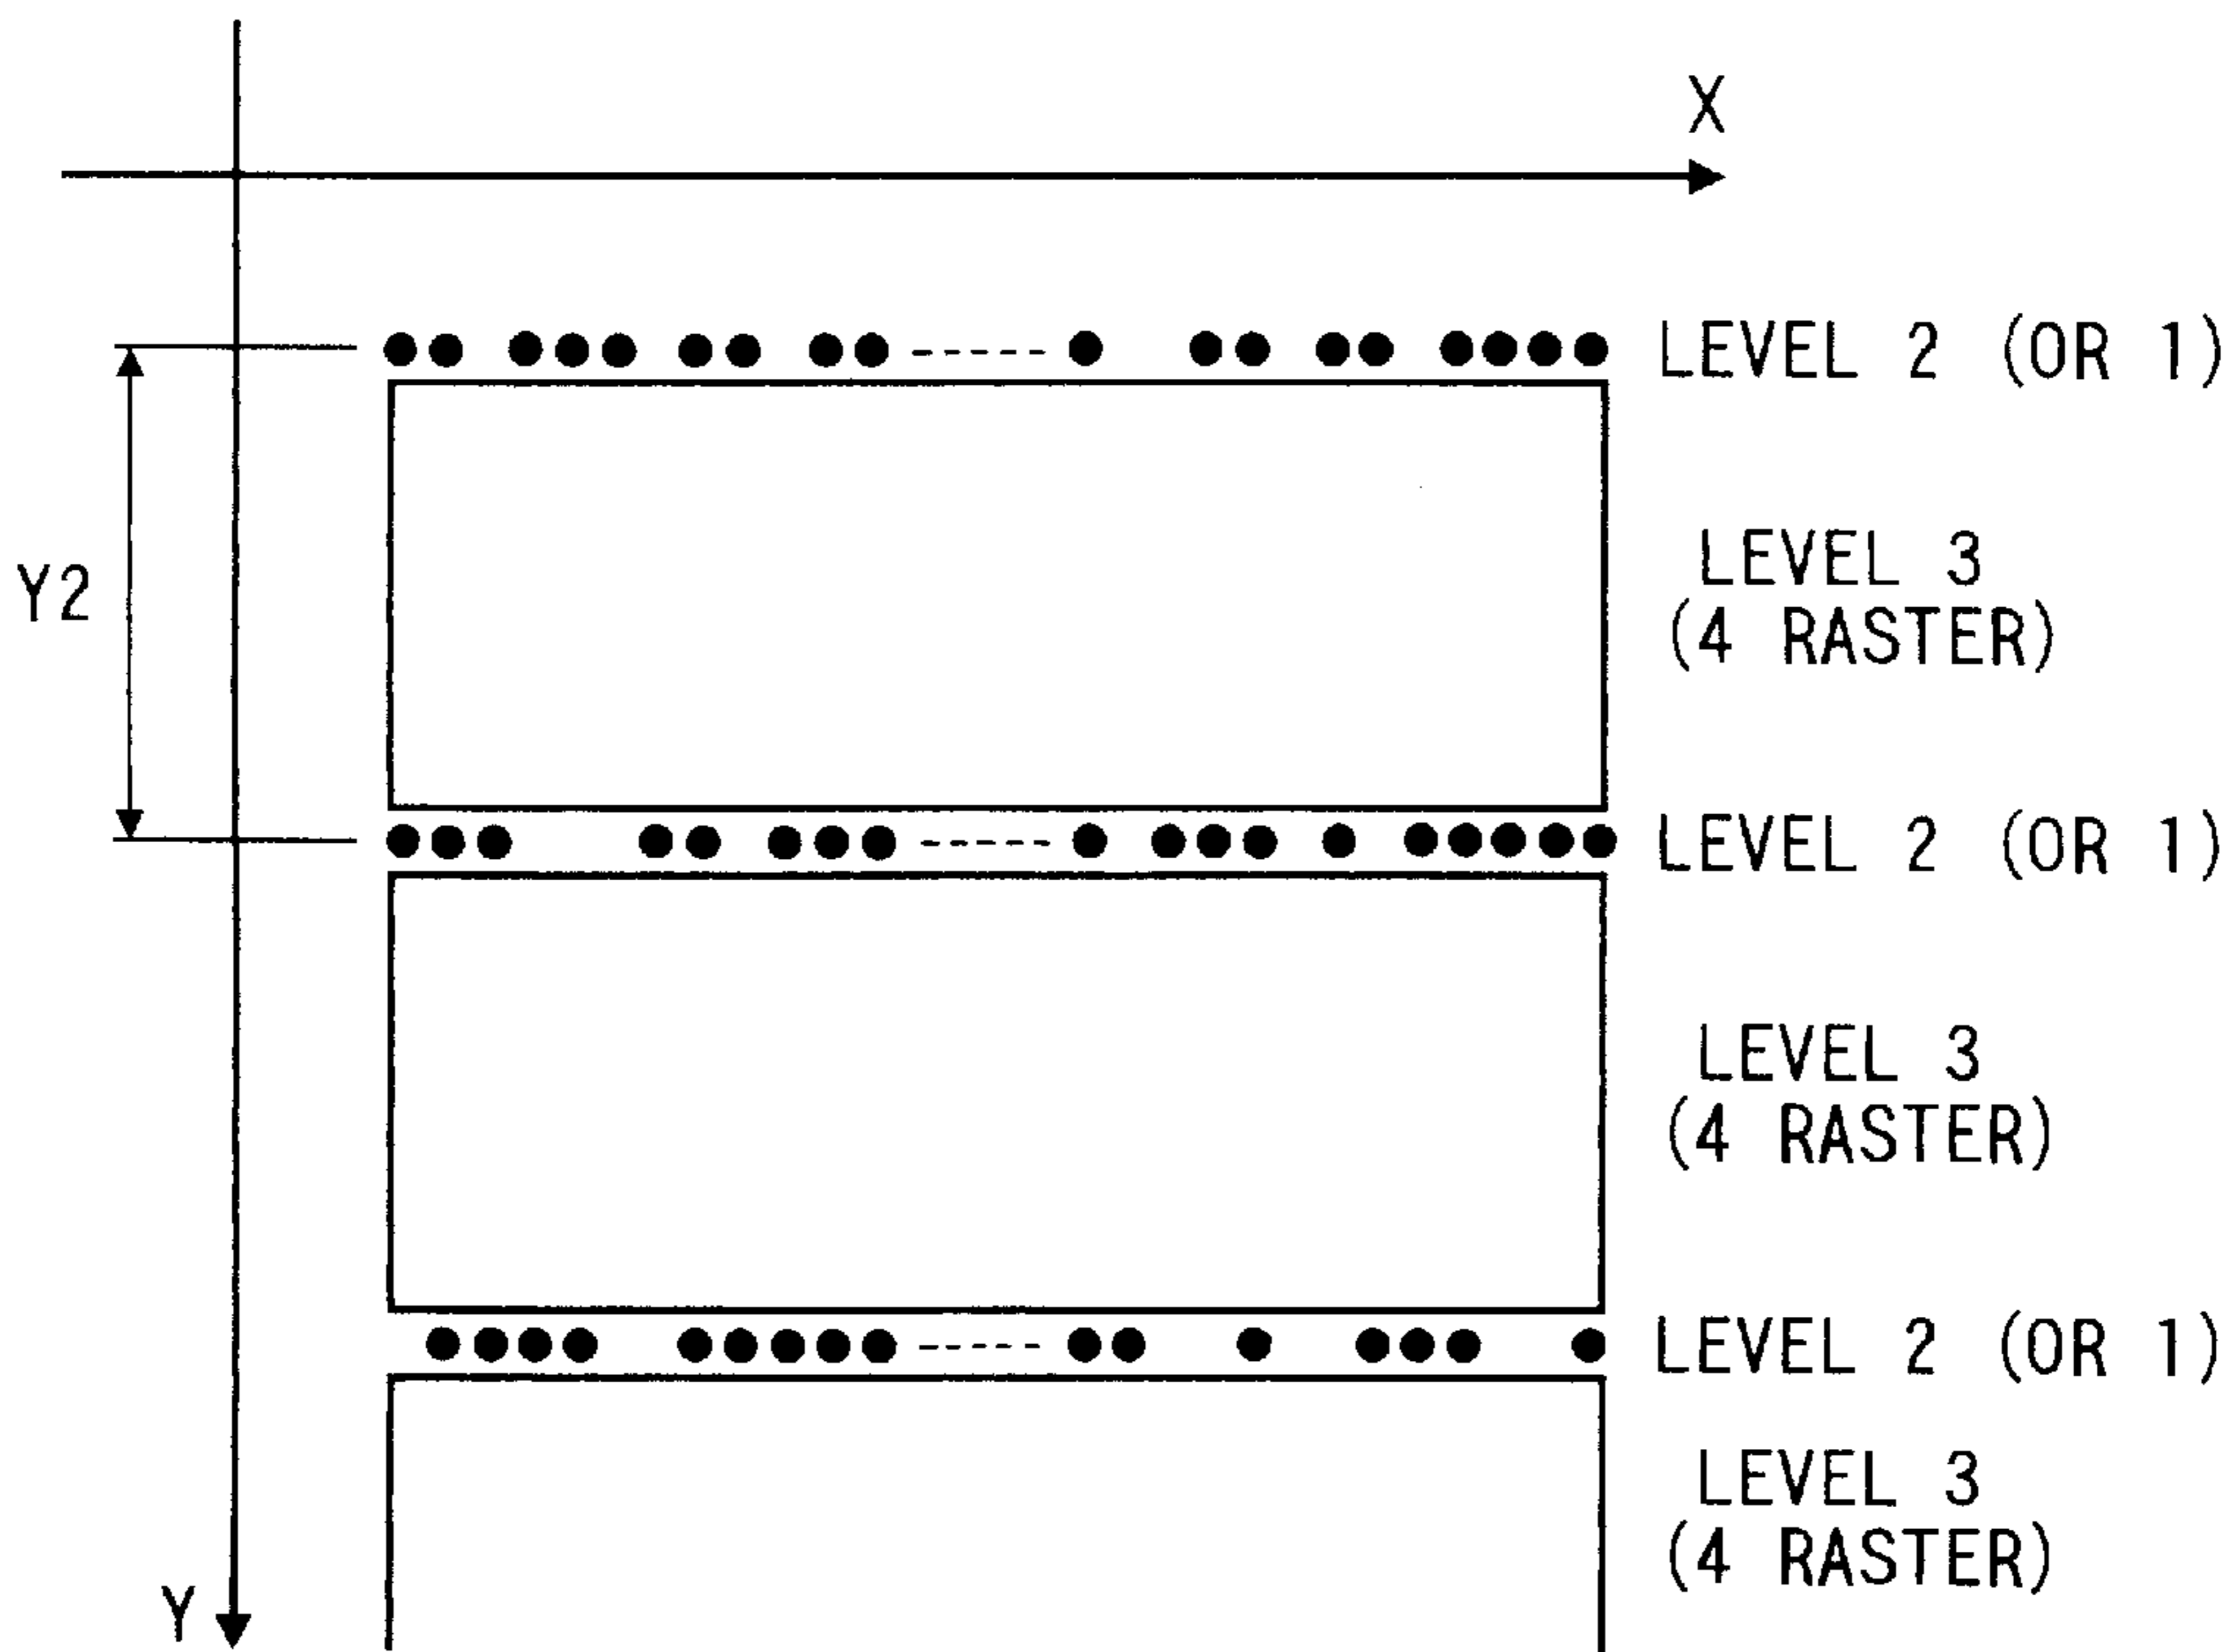 X
LEVEL 2 (OR 1)
Y2
LEVEL 3
(4 RASTER)
LEVEL 2 (OR 1)
LEVEL 3
(4 RASTER)
LEVEL 2 (OR 1)
LEVEL 3
(4 RASTER)
Y